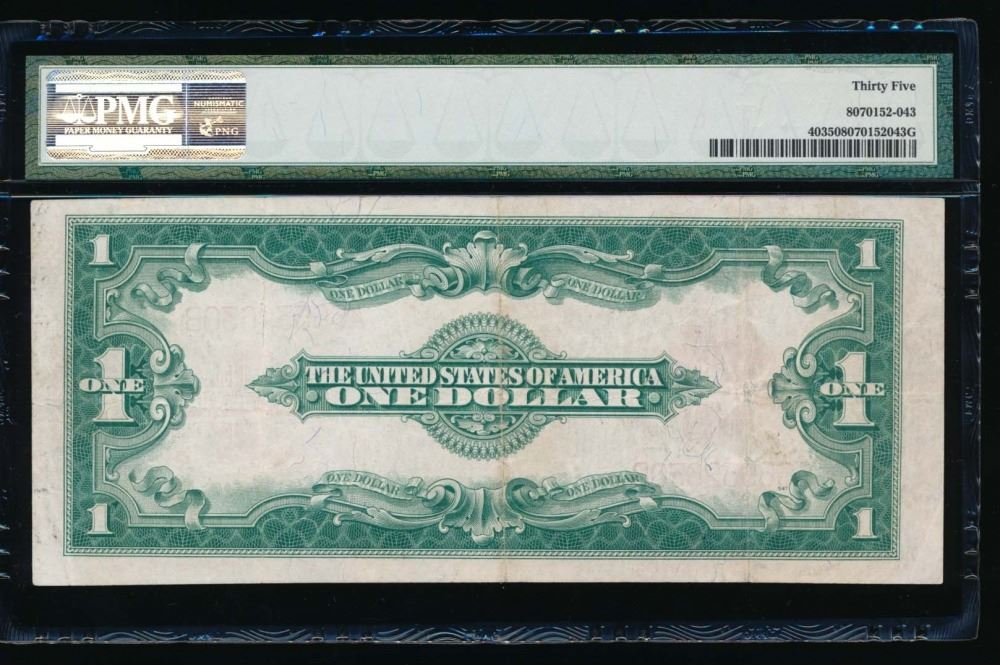 PMG
PAPER MONEY GUARANTY
NUMISMATIC
PNG
Thirty Five
8070152-043
403508070152043G
1
1
ONE DOLLAR
ONE DOLLAR
1 ONE
THE UNITED STATES OF AMERICA
ONE DOLLAR
1 ONE
ONE DOLLAR
ONE DOLLAR
1
1